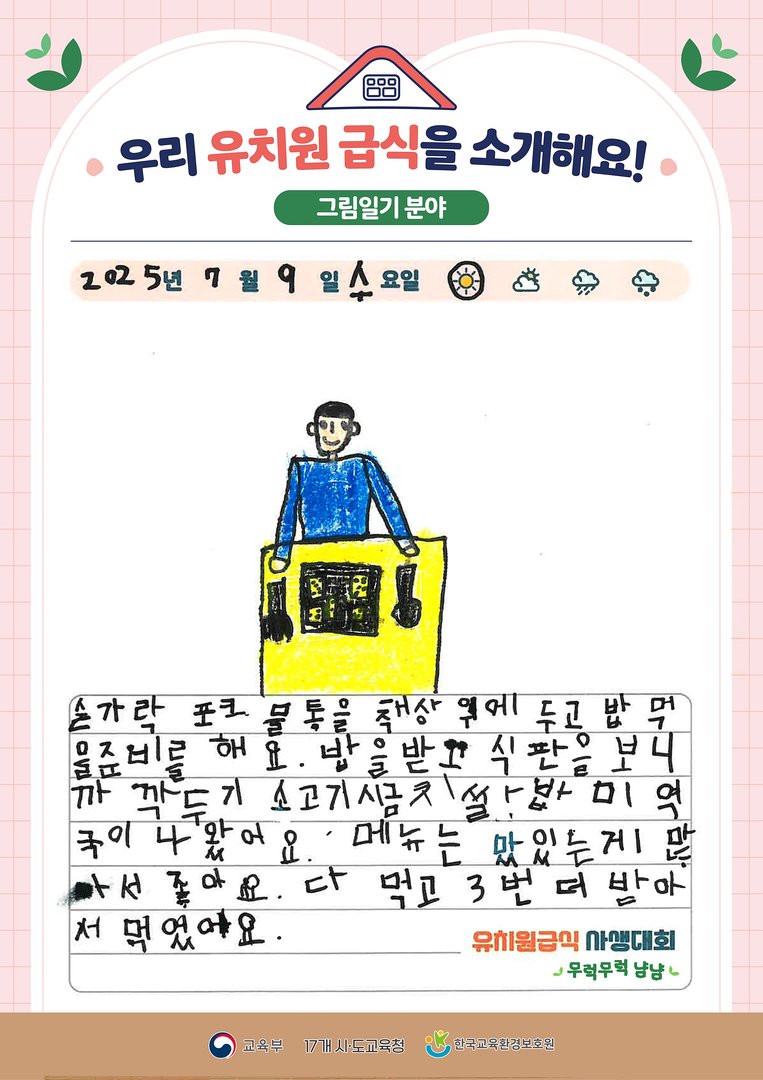 우리 유치원 급식을 소개해요!
그림일기 분야
2025년 7월 9일 수요일
숟가락 포크 물통을 책상 위에 두고 밥 먹
을준비를 해요. 밥을받고 식판을 보니
까 깍두기 소고기시금치 쌀밥 미역
국이 나왔어요. 메뉴는 맛있는게 많
아서 좋아요. 다 먹고 3번 더 받아
서 먹었어요.
유치원급식 사생대회
무럭무럭 냠냠
교육부 17개 시·도교육청 한국교육환경보호원